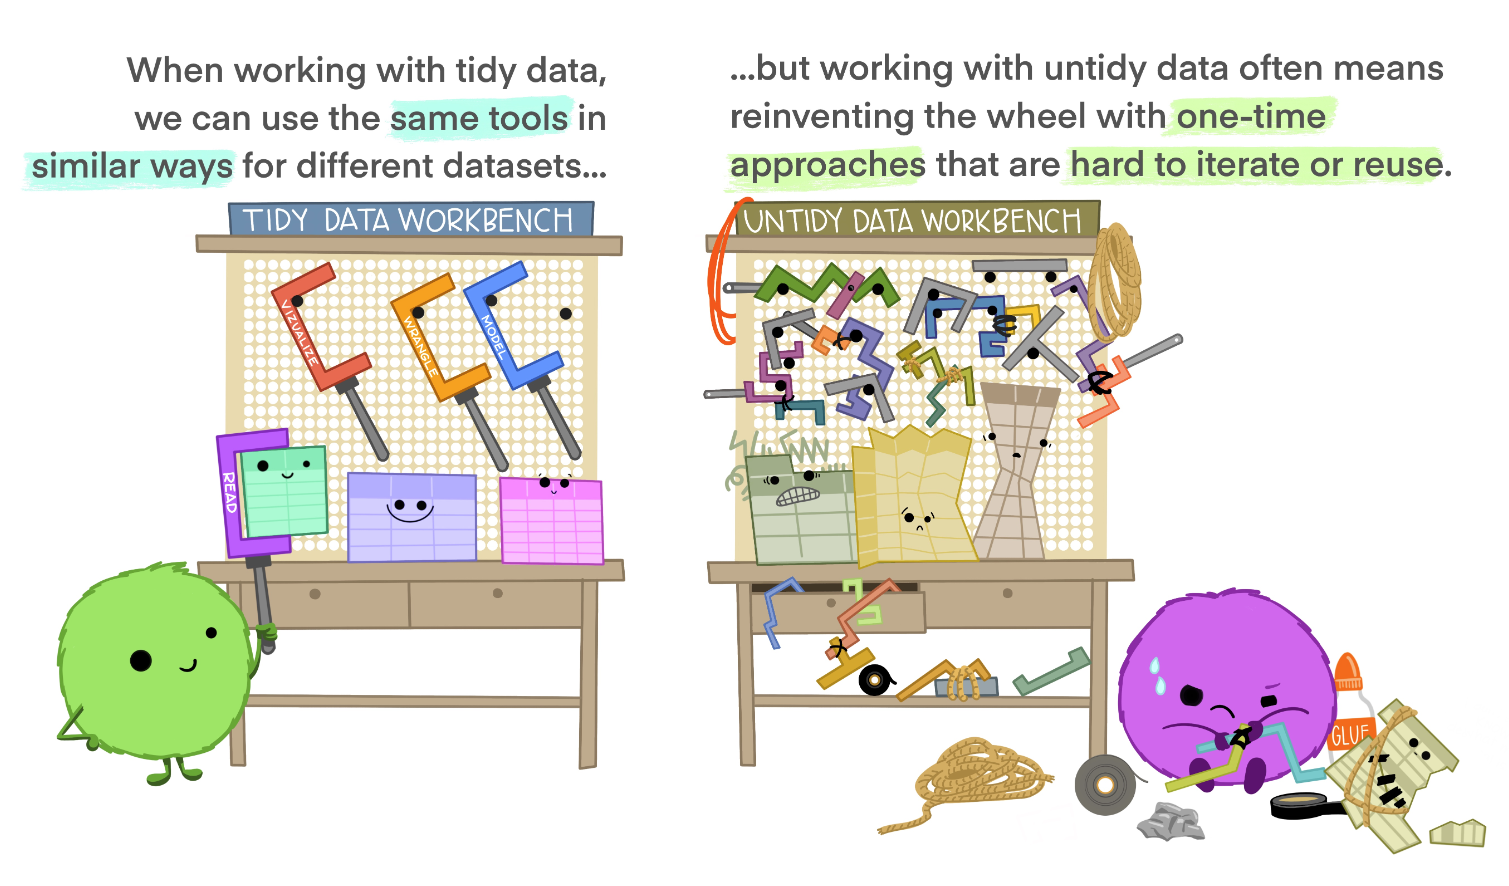 When working with tidy data,
we can use the same tools in
similar ways for different datasets...
...but working with untidy data often means
reinventing the wheel with one-time
approaches that are hard to iterate or reuse.
TIDY DATA WORKBENCH
VIZUALIZE
WRANGLE
MODEL
READ
UNTIDY DATA WORKBENCH
GLUE